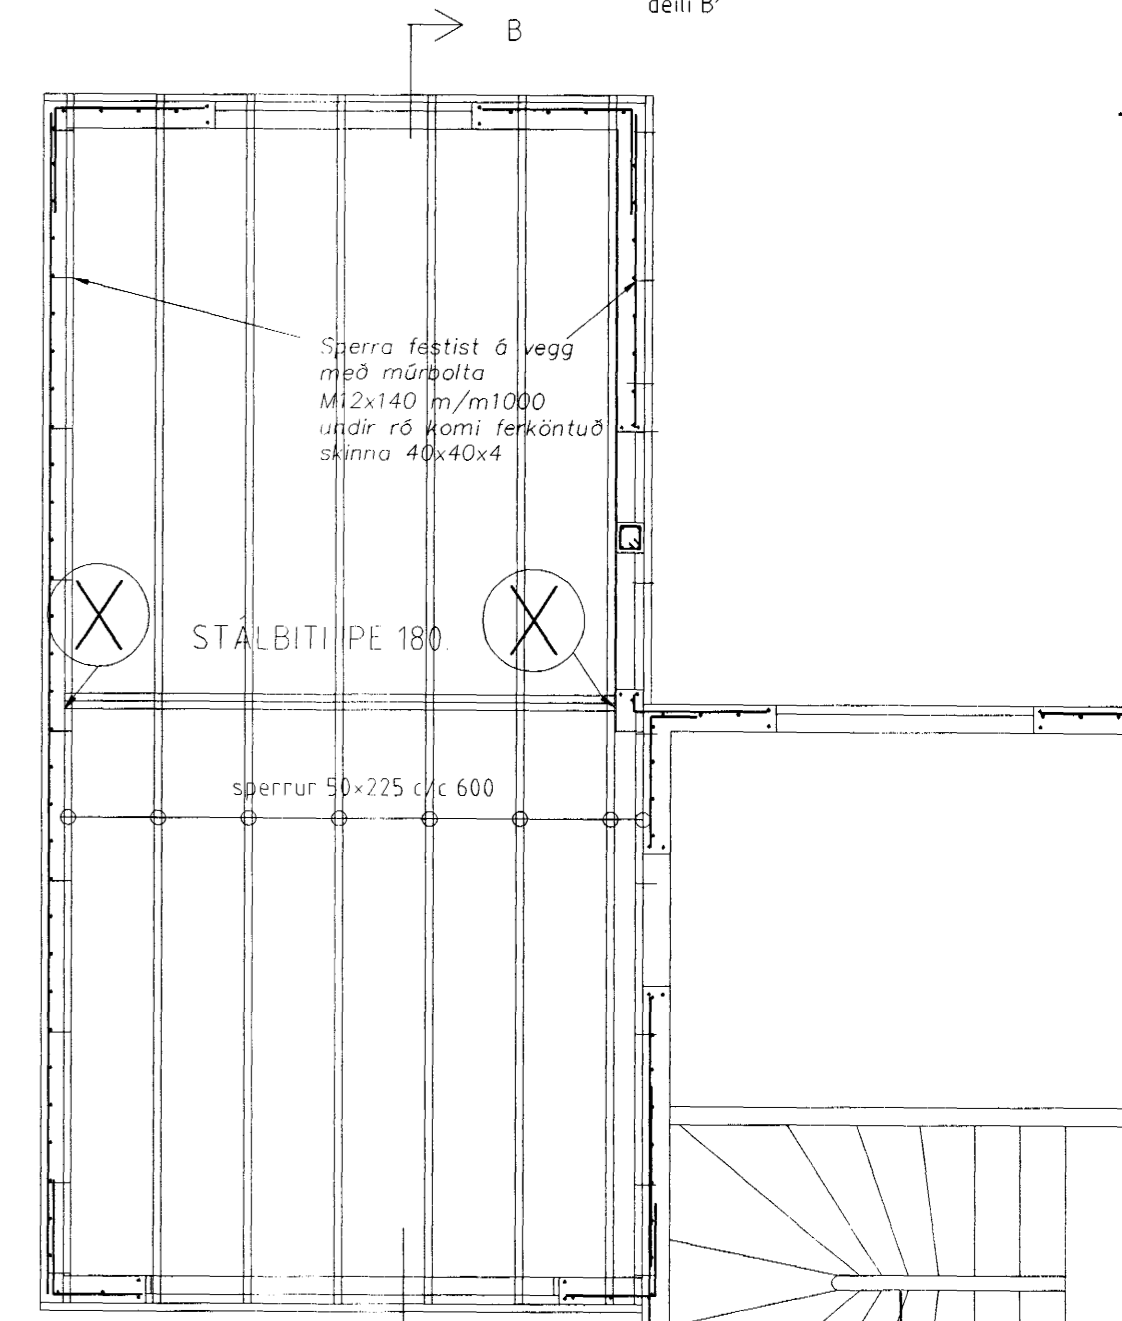 deili B'
B
Sperra festist á vegg
með múrbolta
M12x140 m/m1000
undir ró komi ferköntuð
skinna 40x40x4
STÁLBITI IPE 180.
sperrur 50x225 c/c 600